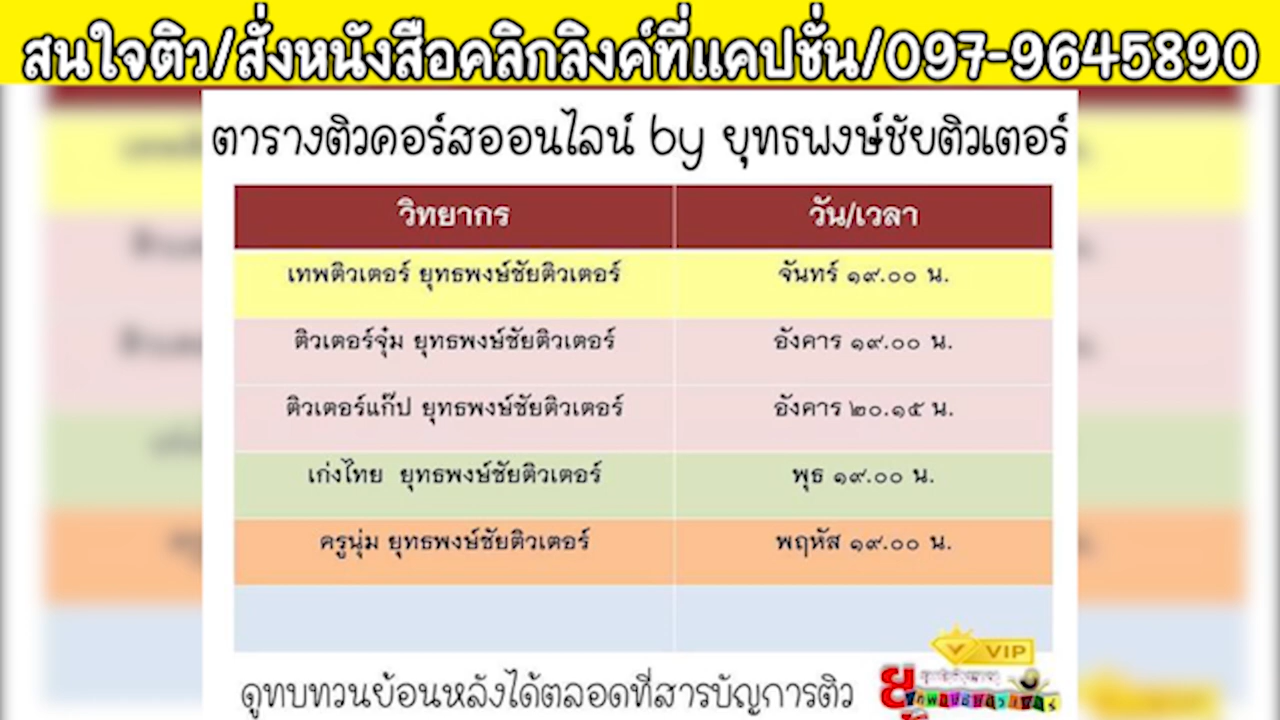 สนใจติว/สั่งหนังสือคลิกลิงค์ที่แคปชั่น/097-9645890
ตารางติวคอร์สออนไลน์ by ยุทธพงษ์ชัยติวเตอร์
วิทยากร วัน/เวลา
เทพติวเตอร์ ยุทธพงษ์ชัยติวเตอร์ จันทร์ ๑๙.๐๐ น.
ติวเตอร์จุ๋ม ยุทธพงษ์ชัยติวเตอร์ อังคาร ๑๙.๐๐ น.
ติวเตอร์แก๊ป ยุทธพงษ์ชัยติวเตอร์ อังคาร ๒๐.๑๕ น.
เก่งไทย ยุทธพงษ์ชัยติวเตอร์ พุธ ๑๙.๐๐ น.
ครูนุ่ม ยุทธพงษ์ชัยติวเตอร์ พฤหัส ๑๙.๐๐ น.
VIP
ดูทบทวนย้อนหลังได้ตลอดที่สารบัญการติว